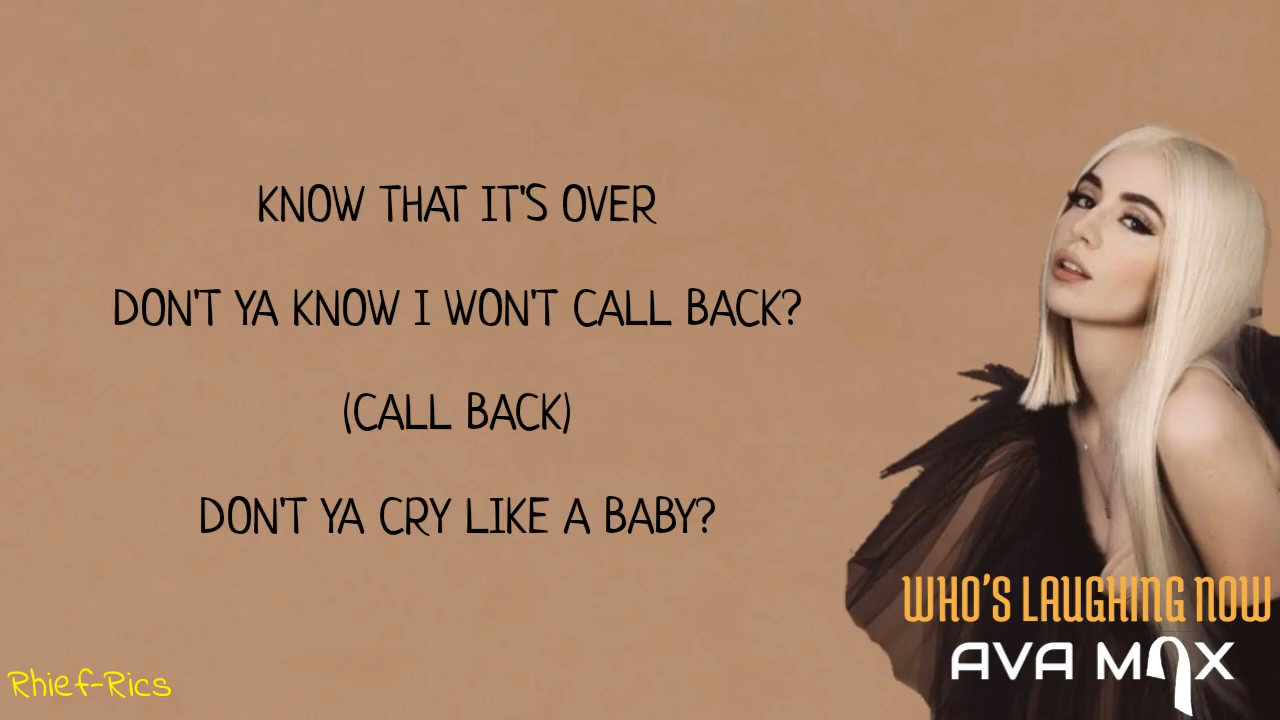 KNOW THAT IT'S OVER
DON'T YA KNOW I WON'T CALL BACK?
(CALL BACK)
DON'T YA CRY LIKE A BABY?
WHO'S LAUGHING NOW
AVA MAX
Rhief-Rics